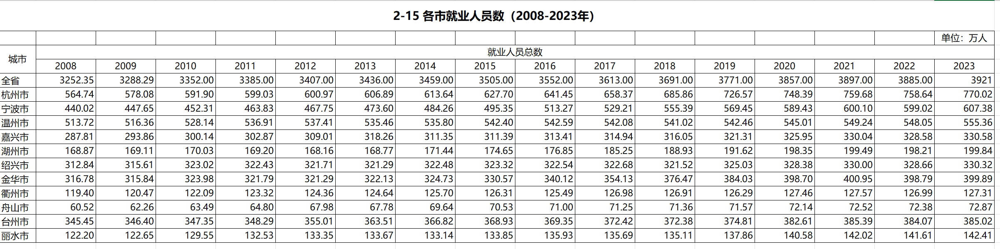 2-15 各市就业人员数（2008-2023年）
单位：万人
城市 就业人员总数
2008 2009 2010 2011 2012 2013 2014 2015 2016 2017 2018 2019 2020 2021 2022 2023
全省 3252.35 3288.29 3352.00 3385.00 3407.00 3436.00 3459.00 3505.00 3552.00 3613.00 3691.00 3771.00 3857.00 3897.00 3885.00 3921
杭州市 564.74 578.08 591.90 599.03 600.97 606.89 613.64 627.70 641.45 658.37 685.86 726.57 748.39 759.68 758.64 770.02
宁波市 440.02 447.65 452.31 463.83 467.75 473.60 484.26 495.35 513.27 529.21 555.39 569.45 589.43 600.10 599.02 607.38
温州市 513.72 516.36 528.14 536.91 537.41 535.46 535.80 542.40 542.59 542.08 541.02 542.46 545.01 549.24 548.05 555.36
嘉兴市 287.81 293.86 300.14 302.87 309.01 318.26 311.35 311.39 313.41 314.94 316.05 321.31 325.95 330.04 328.58 330.58
湖州市 168.87 169.11 170.03 169.20 168.16 168.77 171.44 174.65 176.85 185.25 188.93 191.62 198.35 199.49 198.21 199.84
绍兴市 312.84 315.61 323.02 322.43 321.71 321.29 322.48 323.32 322.54 322.68 321.52 325.03 328.38 330.00 328.66 330.32
金华市 316.78 315.84 323.98 321.79 321.29 322.13 324.73 330.57 340.12 354.13 376.47 384.03 398.70 400.95 398.79 399.89
衢州市 119.40 120.47 122.09 123.32 124.36 124.64 125.70 126.31 125.49 126.98 126.91 126.29 127.46 127.57 126.99 127.31
舟山市 60.52 62.26 63.49 64.80 67.98 67.78 69.64 70.53 71.00 71.25 71.36 71.57 72.14 72.52 72.38 72.87
台州市 345.45 346.40 347.35 348.29 355.01 363.51 366.82 368.93 369.35 372.42 372.38 374.81 382.61 385.39 384.07 385.02
丽水市 122.20 122.65 129.55 132.53 133.35 133.67 133.14 133.85 135.93 135.69 135.11 137.86 140.58 142.02 141.61 142.41